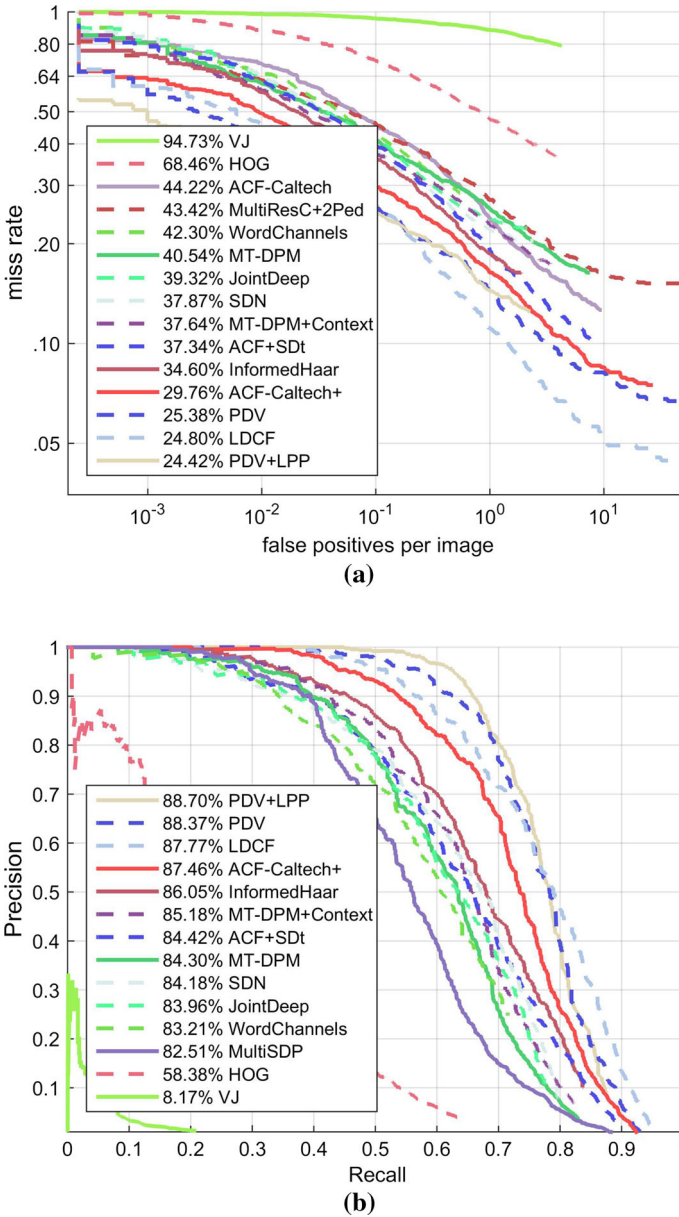 1
.80
.64
.50
.40
.30
.20
.10
.05
miss rate
94.73% VJ
68.46% HOG
44.22% ACF-Caltech
43.42% MultiResC+2Ped
42.30% WordChannels
40.54% MT-DPM
39.32% JointDeep
37.87% SDN
37.64% MT-DPM+Context
37.34% ACF+SDt
34.60% InformedHaar
29.76% ACF-Caltech+
25.38% PDV
24.80% LDCF
24.42% PDV+LPP
10-3 10-2 10-1 100 101
false positives per image
(a)
1
0.9
0.8
0.7
0.6
0.5
0.4
0.3
0.2
0.1
Precision
88.70% PDV+LPP
88.37% PDV
87.77% LDCF
87.46% ACF-Caltech+
86.05% InformedHaar
85.18% MT-DPM+Context
84.42% ACF+SDt
84.30% MT-DPM
84.18% SDN
83.96% JointDeep
83.21% WordChannels
82.51% MultiSDP
58.38% HOG
8.17% VJ
0 0.1 0.2 0.3 0.4 0.5 0.6 0.7 0.8 0.9
Recall
(b)